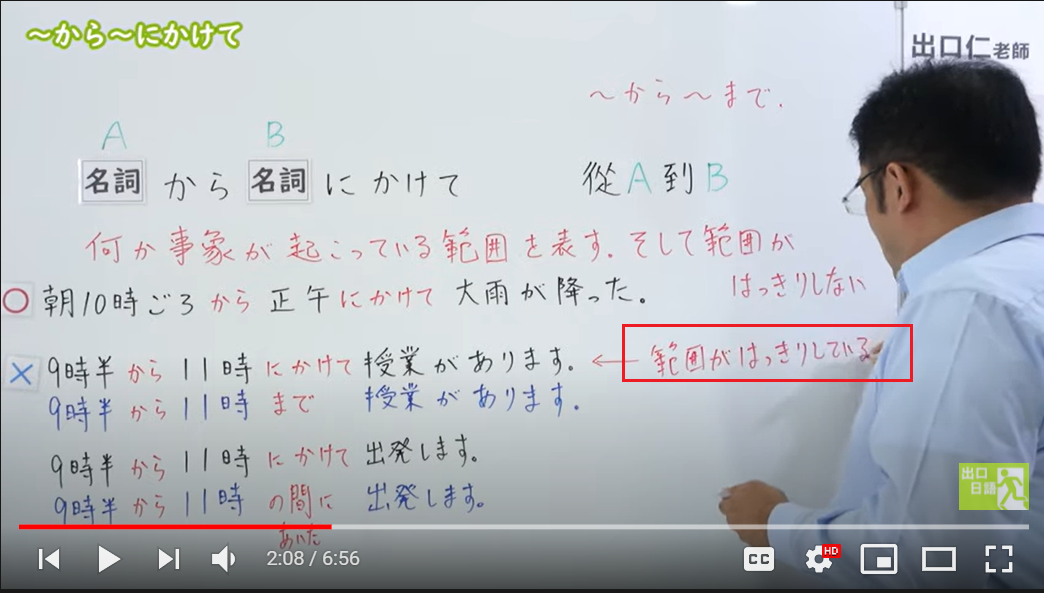 ~から~にかけて
出口仁老師
~から~まで.
A B
名詞 から 名詞 にかけて 從A到B
何か事象が起こっている範囲を表す. そして範囲が
はっきりしない
○ 朝10時ごろから正午にかけて大雨が降った。
× 9時半から11時にかけて授業があります。 ← 範囲がはっきりしている
9時半から11時まで 授業があります.
9時半から11時にかけて出発します。
9時半から11時の間に 出発します。
あいだ
出口
日語
2:08 / 6:56
CC
HD